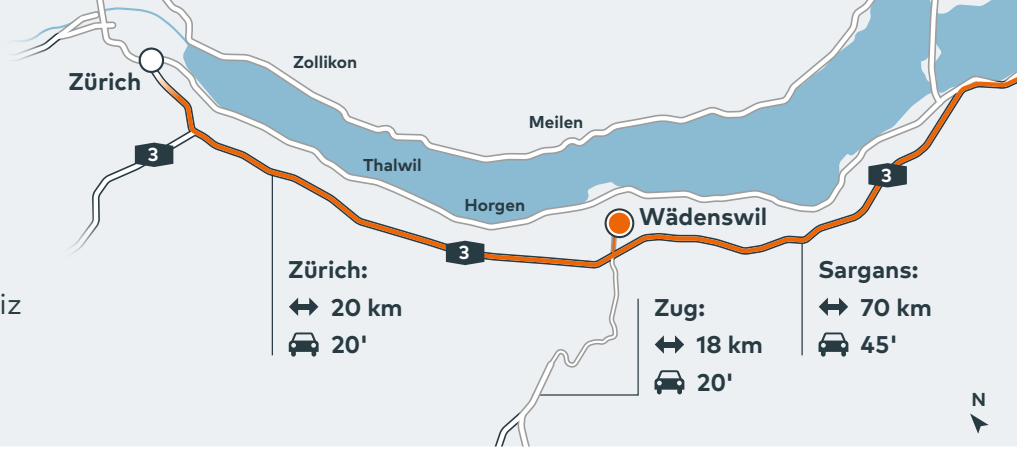 Zollikon
Zürich
Meilen
3
Thalwil
3
Horgen
Wädenswil
3
Zürich:
20 km
20'
Zug:
18 km
20'
Sargans:
70 km
45'
iz
N